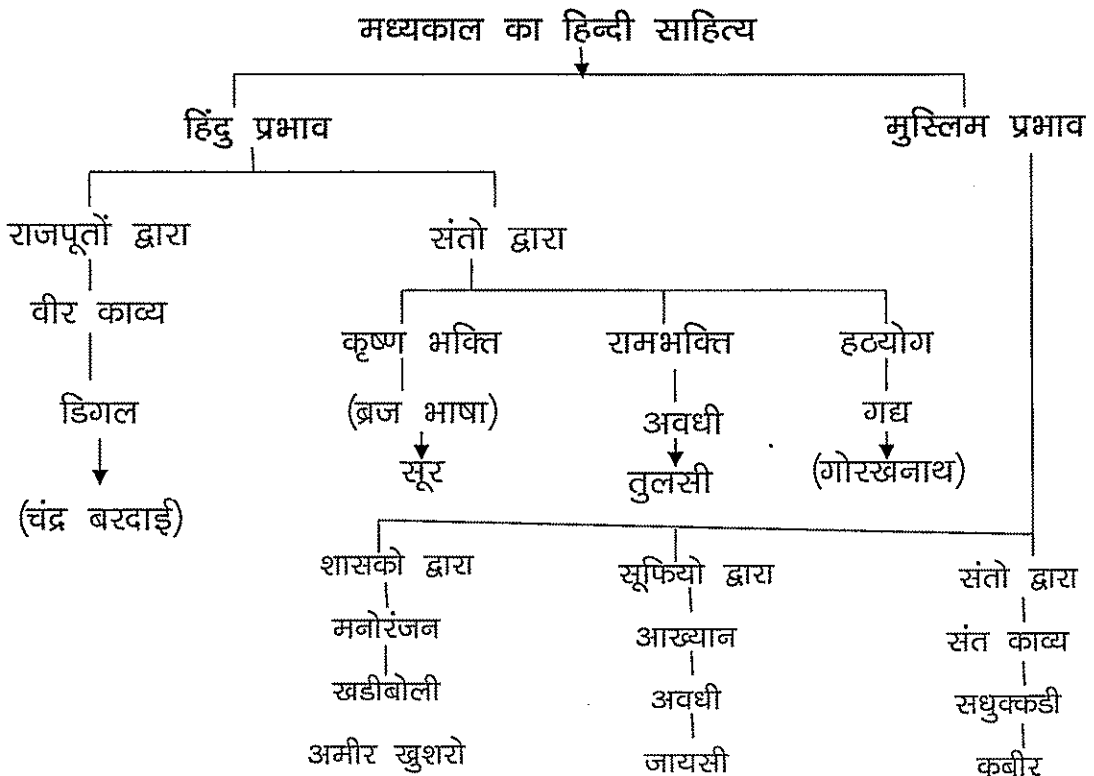 मध्यकाल का हिन्दी साहित्य
हिंदु प्रभाव
मुस्लिम प्रभाव
राजपूतों द्वारा
संतो द्वारा
वीर काव्य
कृष्ण भक्ति
रामभक्ति
हठयोग
डिगल
(ब्रज भाषा)
अवधी
गद्य
सूर
तुलसी
(गोरखनाथ)
(चंद्र बरदाई)
शासको द्वारा
सूफियो द्वारा
संतो द्वारा
मनोरंजन
आख्यान
संत काव्य
खडीबोली
अवधी
सधुक्कडी
अमीर खुशरो
जायसी
कबीर